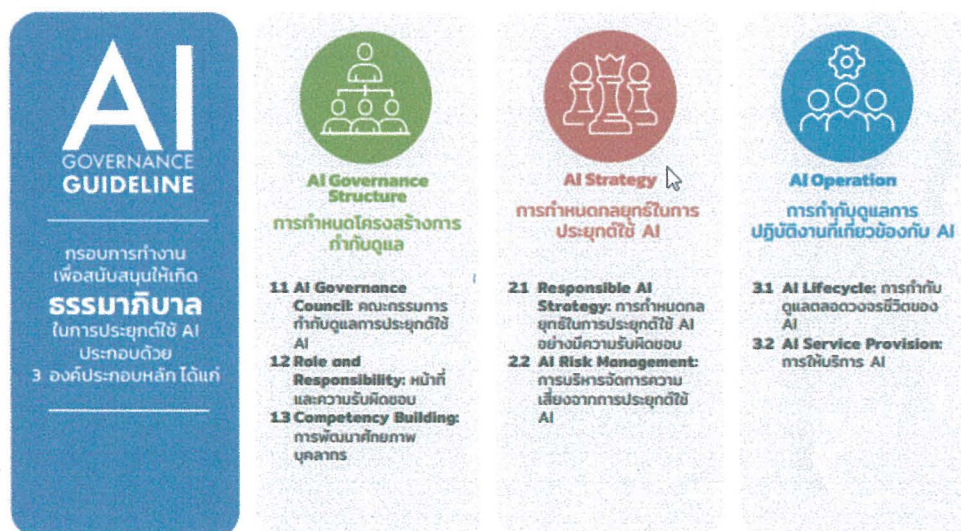 AI
GOVERNANCE
GUIDELINE
กรอบการทำงาน
เพื่อสนับสนุนให้เกิด
ธรรมาภิบาล
ในการประยุกต์ใช้ AI
ประกอบด้วย
3 องค์ประกอบหลัก ได้แก่
AI Governance
Structure
การกำหนดโครงสร้างการ
กำกับดูแล
1.1 AI Governance
Council: คณะกรรมการ
กำกับดูแลการประยุกต์ใช้
AI
1.2 Role and
Responsibility: หน้าที่
และความรับผิดชอบ
1.3 Competency Building:
การพัฒนาศักยภาพ
บุคลากร
AI Strategy
การกำหนดกลยุทธ์ในการ
ประยุกต์ใช้ AI
2.1 Responsible AI
Strategy: การกำหนดกล
ยุทธ์ในการประยุกต์ใช้ AI
อย่างมีความรับผิดชอบ
2.2 AI Risk Management:
การบริหารจัดการความ
เสี่ยงจากการประยุกต์ใช้
AI
AI Operation
การกำกับดูแลการ
ปฏิบัติงานที่เกี่ยวข้องกับ AI
3.1 AI Lifecycle: การกำกับ
ดูแลตลอดวงจรชีวิตของ
AI
3.2 AI Service Provision:
การให้บริการ AI